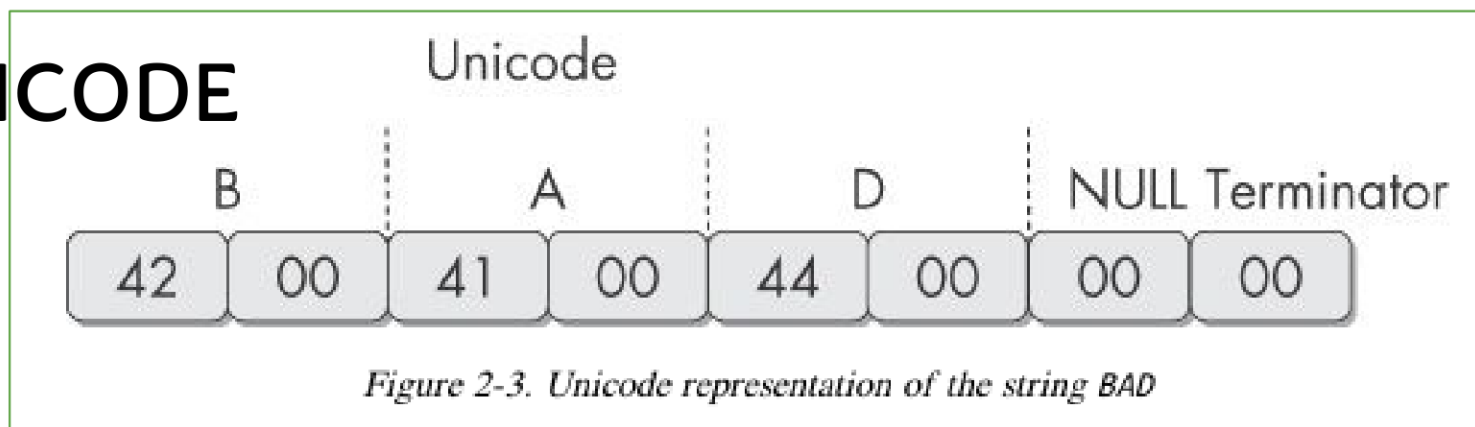 Unicode
ICODE
B A D NULL Terminator
42 00 41 00 44 00 00 00
Figure 2-3. Unicode representation of the string BAD